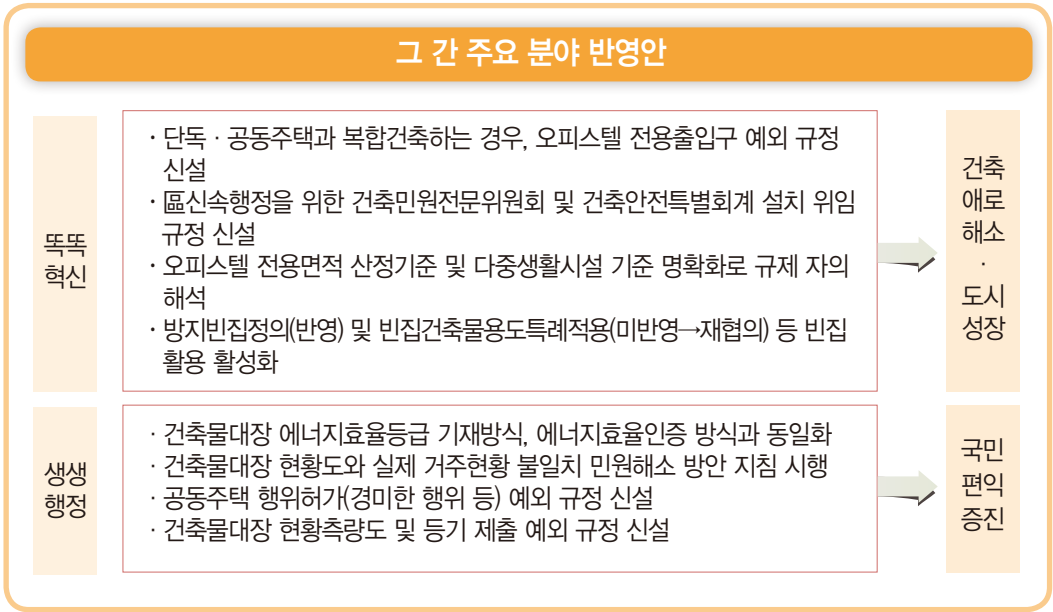 그 간 주요 분야 반영안
똑똑
혁신
· 단독 · 공동주택과 복합건축하는 경우, 오피스텔 전용출입구 예외 규정
신설
· 區신속행정을 위한 건축민원전문위원회 및 건축안전특별회계 설치 위임
규정 신설
· 오피스텔 전용면적 산정기준 및 다중생활시설 기준 명확화로 규제 자의
해석
· 방지빈집정의(반영) 및 빈집건축물용도특례적용(미반영→재협의) 등 빈집
활용 활성화
건축
애로
해소
·
도시
성장
생생
행정
· 건축물대장 에너지효율등급 기재방식, 에너지효율인증 방식과 동일화
· 건축물대장 현황도와 실제 거주현황 불일치 민원해소 방안 지침 시행
· 공동주택 행위허가(경미한 행위 등) 예외 규정 신설
· 건축물대장 현황측량도 및 등기 제출 예외 규정 신설
국민
편익
증진